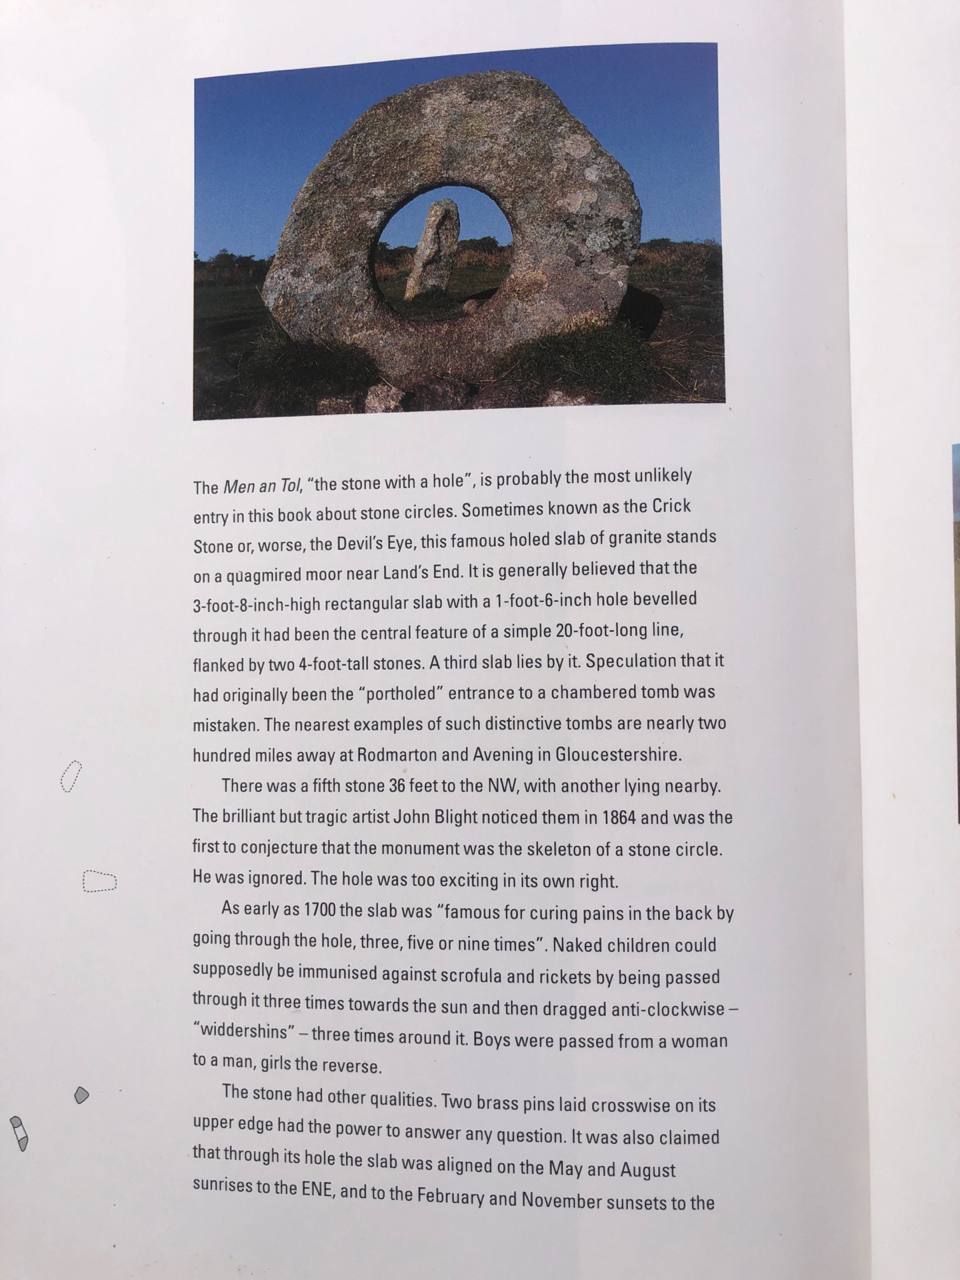 The Men an Tol, “the stone with a hole”, is probably the most unlikely
entry in this book about stone circles. Sometimes known as the Crick
Stone or, worse, the Devil’s Eye, this famous holed slab of granite stands
on a quagmired moor near Land’s End. It is generally believed that the
3-foot-8-inch-high rectangular slab with a 1-foot-6-inch hole bevelled
through it had been the central feature of a simple 20-foot-long line,
flanked by two 4-foot-tall stones. A third slab lies by it. Speculation that it
had originally been the “portholed” entrance to a chambered tomb was
mistaken. The nearest examples of such distinctive tombs are nearly two
hundred miles away at Rodmarton and Avening in Gloucestershire.
There was a fifth stone 36 feet to the NW, with another lying nearby.
The brilliant but tragic artist John Blight noticed them in 1864 and was the
first to conjecture that the monument was the skeleton of a stone circle.
He was ignored. The hole was too exciting in its own right.
As early as 1700 the slab was “famous for curing pains in the back by
going through the hole, three, five or nine times”. Naked children could
supposedly be immunised against scrofula and rickets by being passed
through it three times towards the sun and then dragged anti-clockwise –
“widdershins” – three times around it. Boys were passed from a woman
to a man, girls the reverse.
The stone had other qualities. Two brass pins laid crosswise on its
upper edge had the power to answer any question. It was also claimed
that through its hole the slab was aligned on the May and August
sunrises to the ENE, and to the February and November sunsets to the